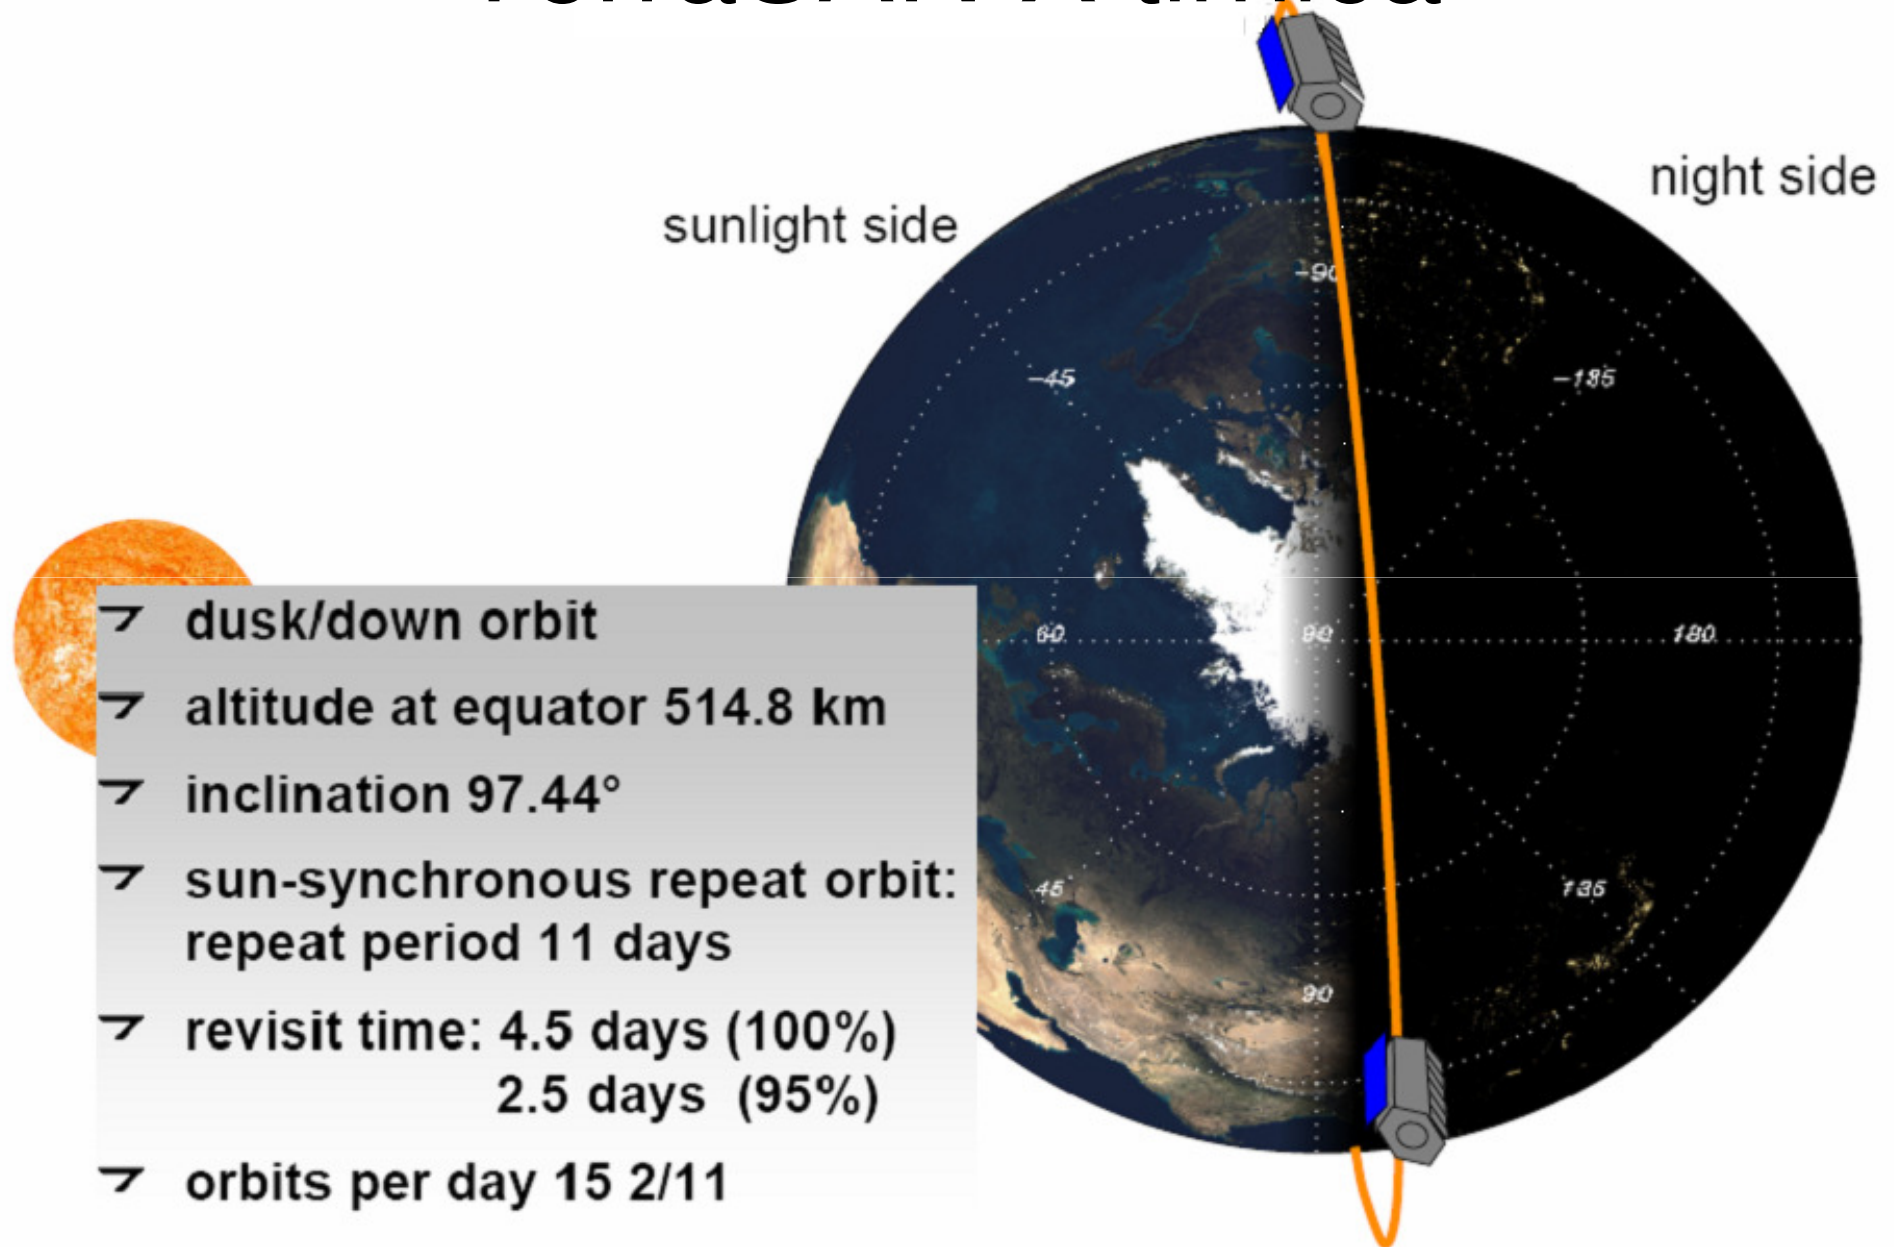 night side
sunlight side
-90
-45
-135
60
90
180
45
135
90
dusk/down orbit
altitude at equator 514.8 km
inclination 97.44°
sun-synchronous repeat orbit:
repeat period 11 days
revisit time: 4.5 days (100%)
2.5 days (95%)
orbits per day 15 2/11